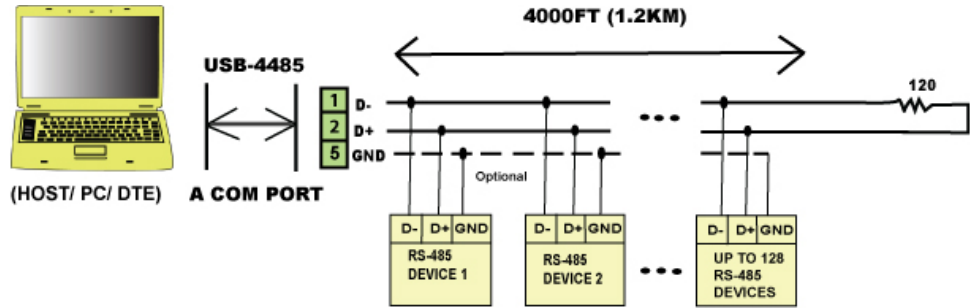 4000FT (1.2KM)
USB-4485
120
1 D-
2 D+
5 GND
Optional
(HOST/ PC/ DTE)
A COM PORT
D- D+ GND
RS-485
DEVICE 1
D- D+ GND
RS-485
DEVICE 2
D- D+ GND
UP TO 128
RS-485
DEVICES